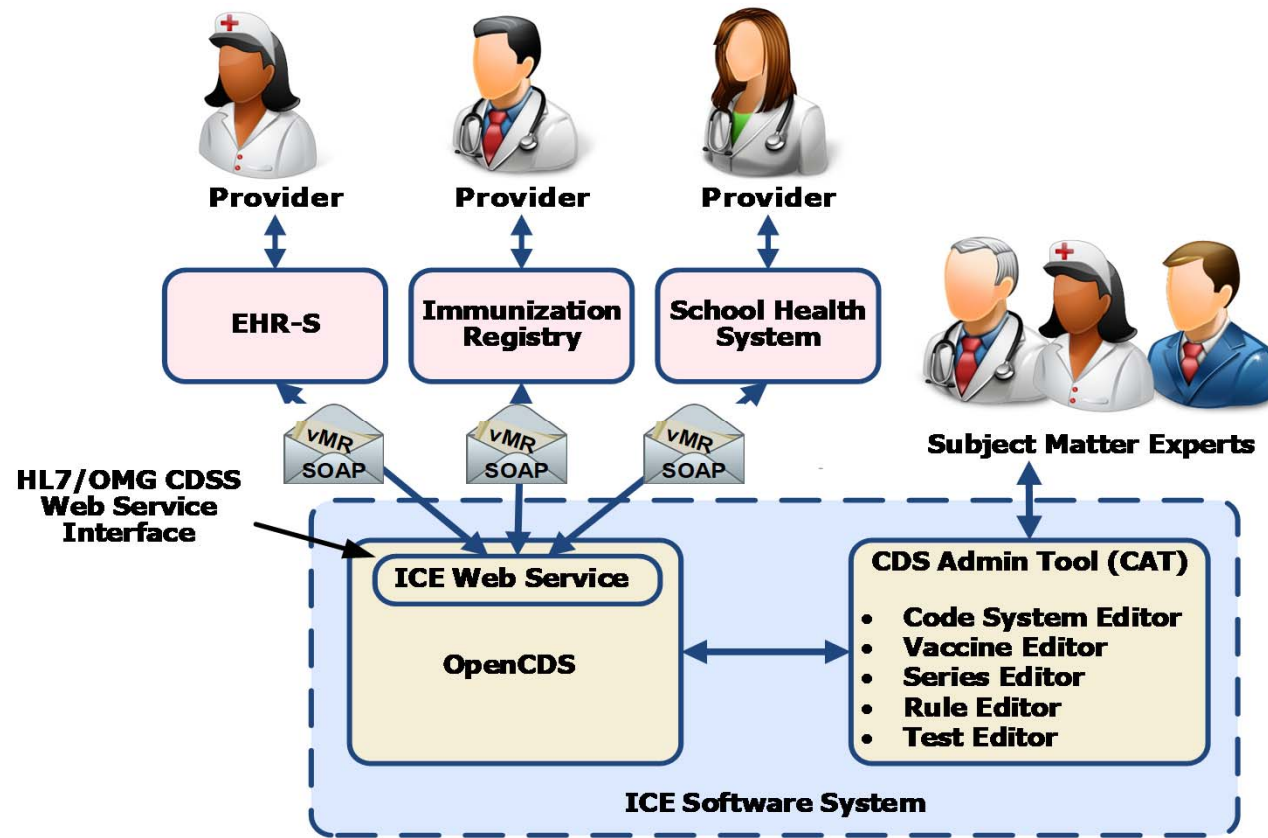 Provider
Provider
Provider
EHR-S
Immunization
Registry
School Health
System
vMR
SOAP
vMR
SOAP
vMR
SOAP
Subject Matter Experts
HL7/OMG CDSS
Web Service
Interface
ICE Web Service
OpenCDS
CDS Admin Tool (CAT)
• Code System Editor
• Vaccine Editor
• Series Editor
• Rule Editor
• Test Editor
ICE Software System